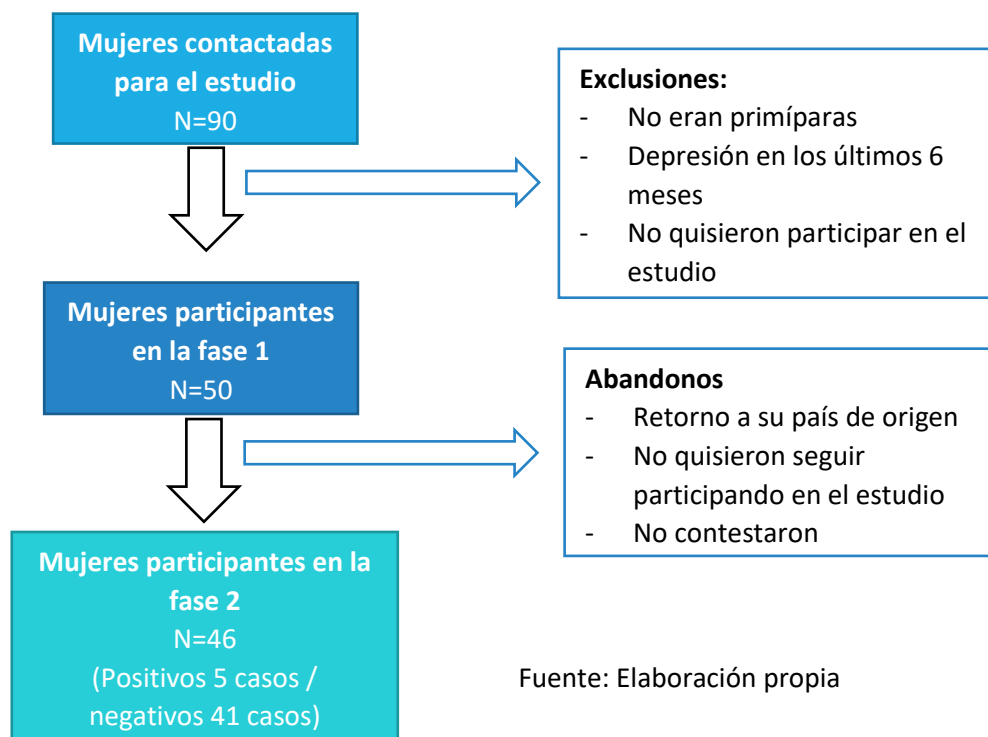 Mujeres contactadas
para el estudio
N=90
Exclusiones:
- No eran primíparas
- Depresión en los últimos 6
meses
- No quisieron participar en el
estudio
Mujeres participantes
en la fase 1
N=50
Abandonos
- Retorno a su país de origen
- No quisieron seguir
participando en el estudio
- No contestaron
Mujeres participantes en la
fase 2
N=46
(Positivos 5 casos /
negativos 41 casos)
Fuente: Elaboración propia